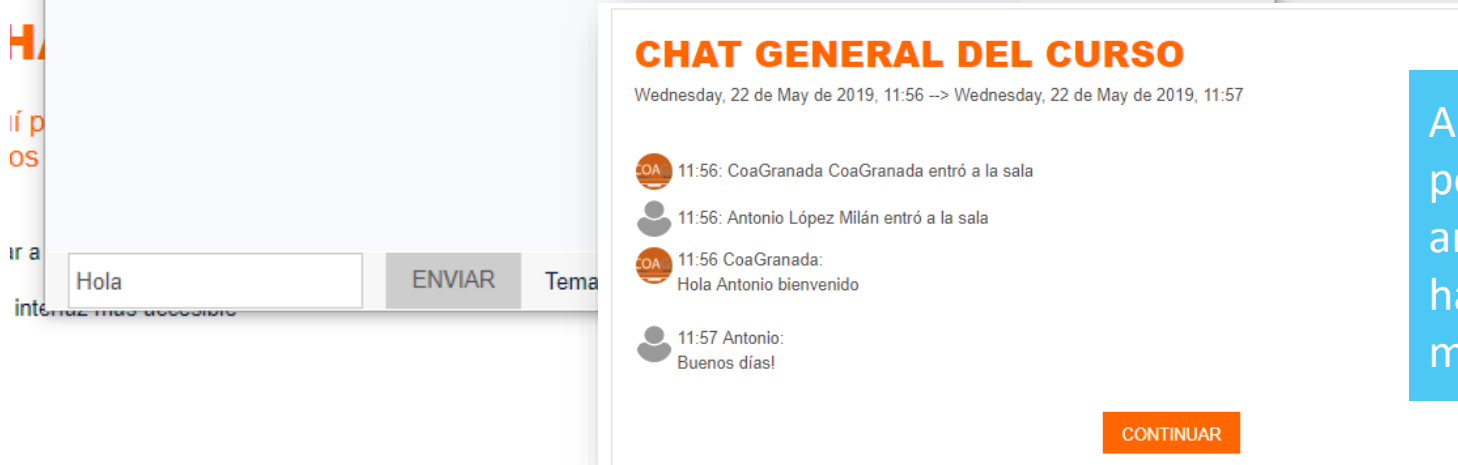 CHAT GENERAL DEL CURSO
Wednesday, 22 de May de 2019, 11:56 --> Wednesday, 22 de May de 2019, 11:57
11:56: CoaGranada CoaGranada entró a la sala
11:56: Antonio López Milán entró a la sala
11:56 CoaGranada:
Hola Antonio bienvenido
11:57 Antonio:
Buenos días!
CONTINUAR
Hola
ENVIAR
Tema